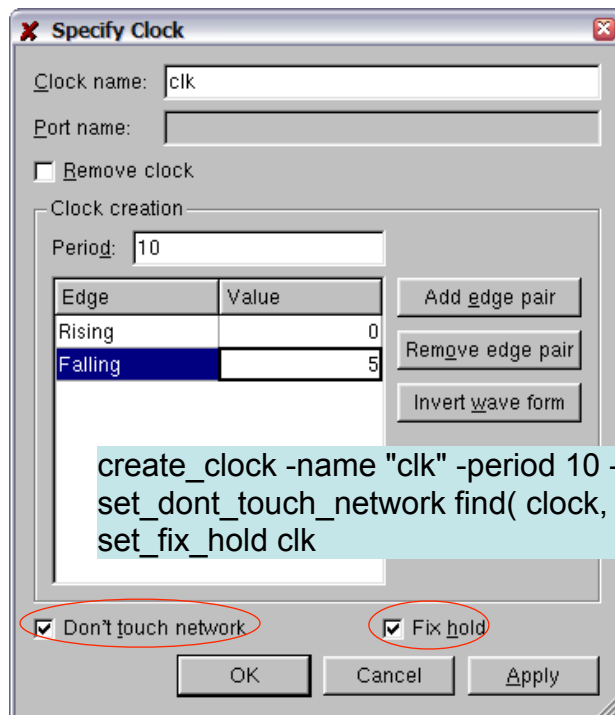 Specify Clock
Clock name: clk
Port name:
Remove clock
Clock creation
Period: 10
Edge Value
Rising 0
Falling 5
Add edge pair
Remove edge pair
Invert wave form
create_clock -name "clk" -period 10 -
set_dont_touch_network find( clock,
set_fix_hold clk
Don't touch network Fix hold
OK Cancel Apply